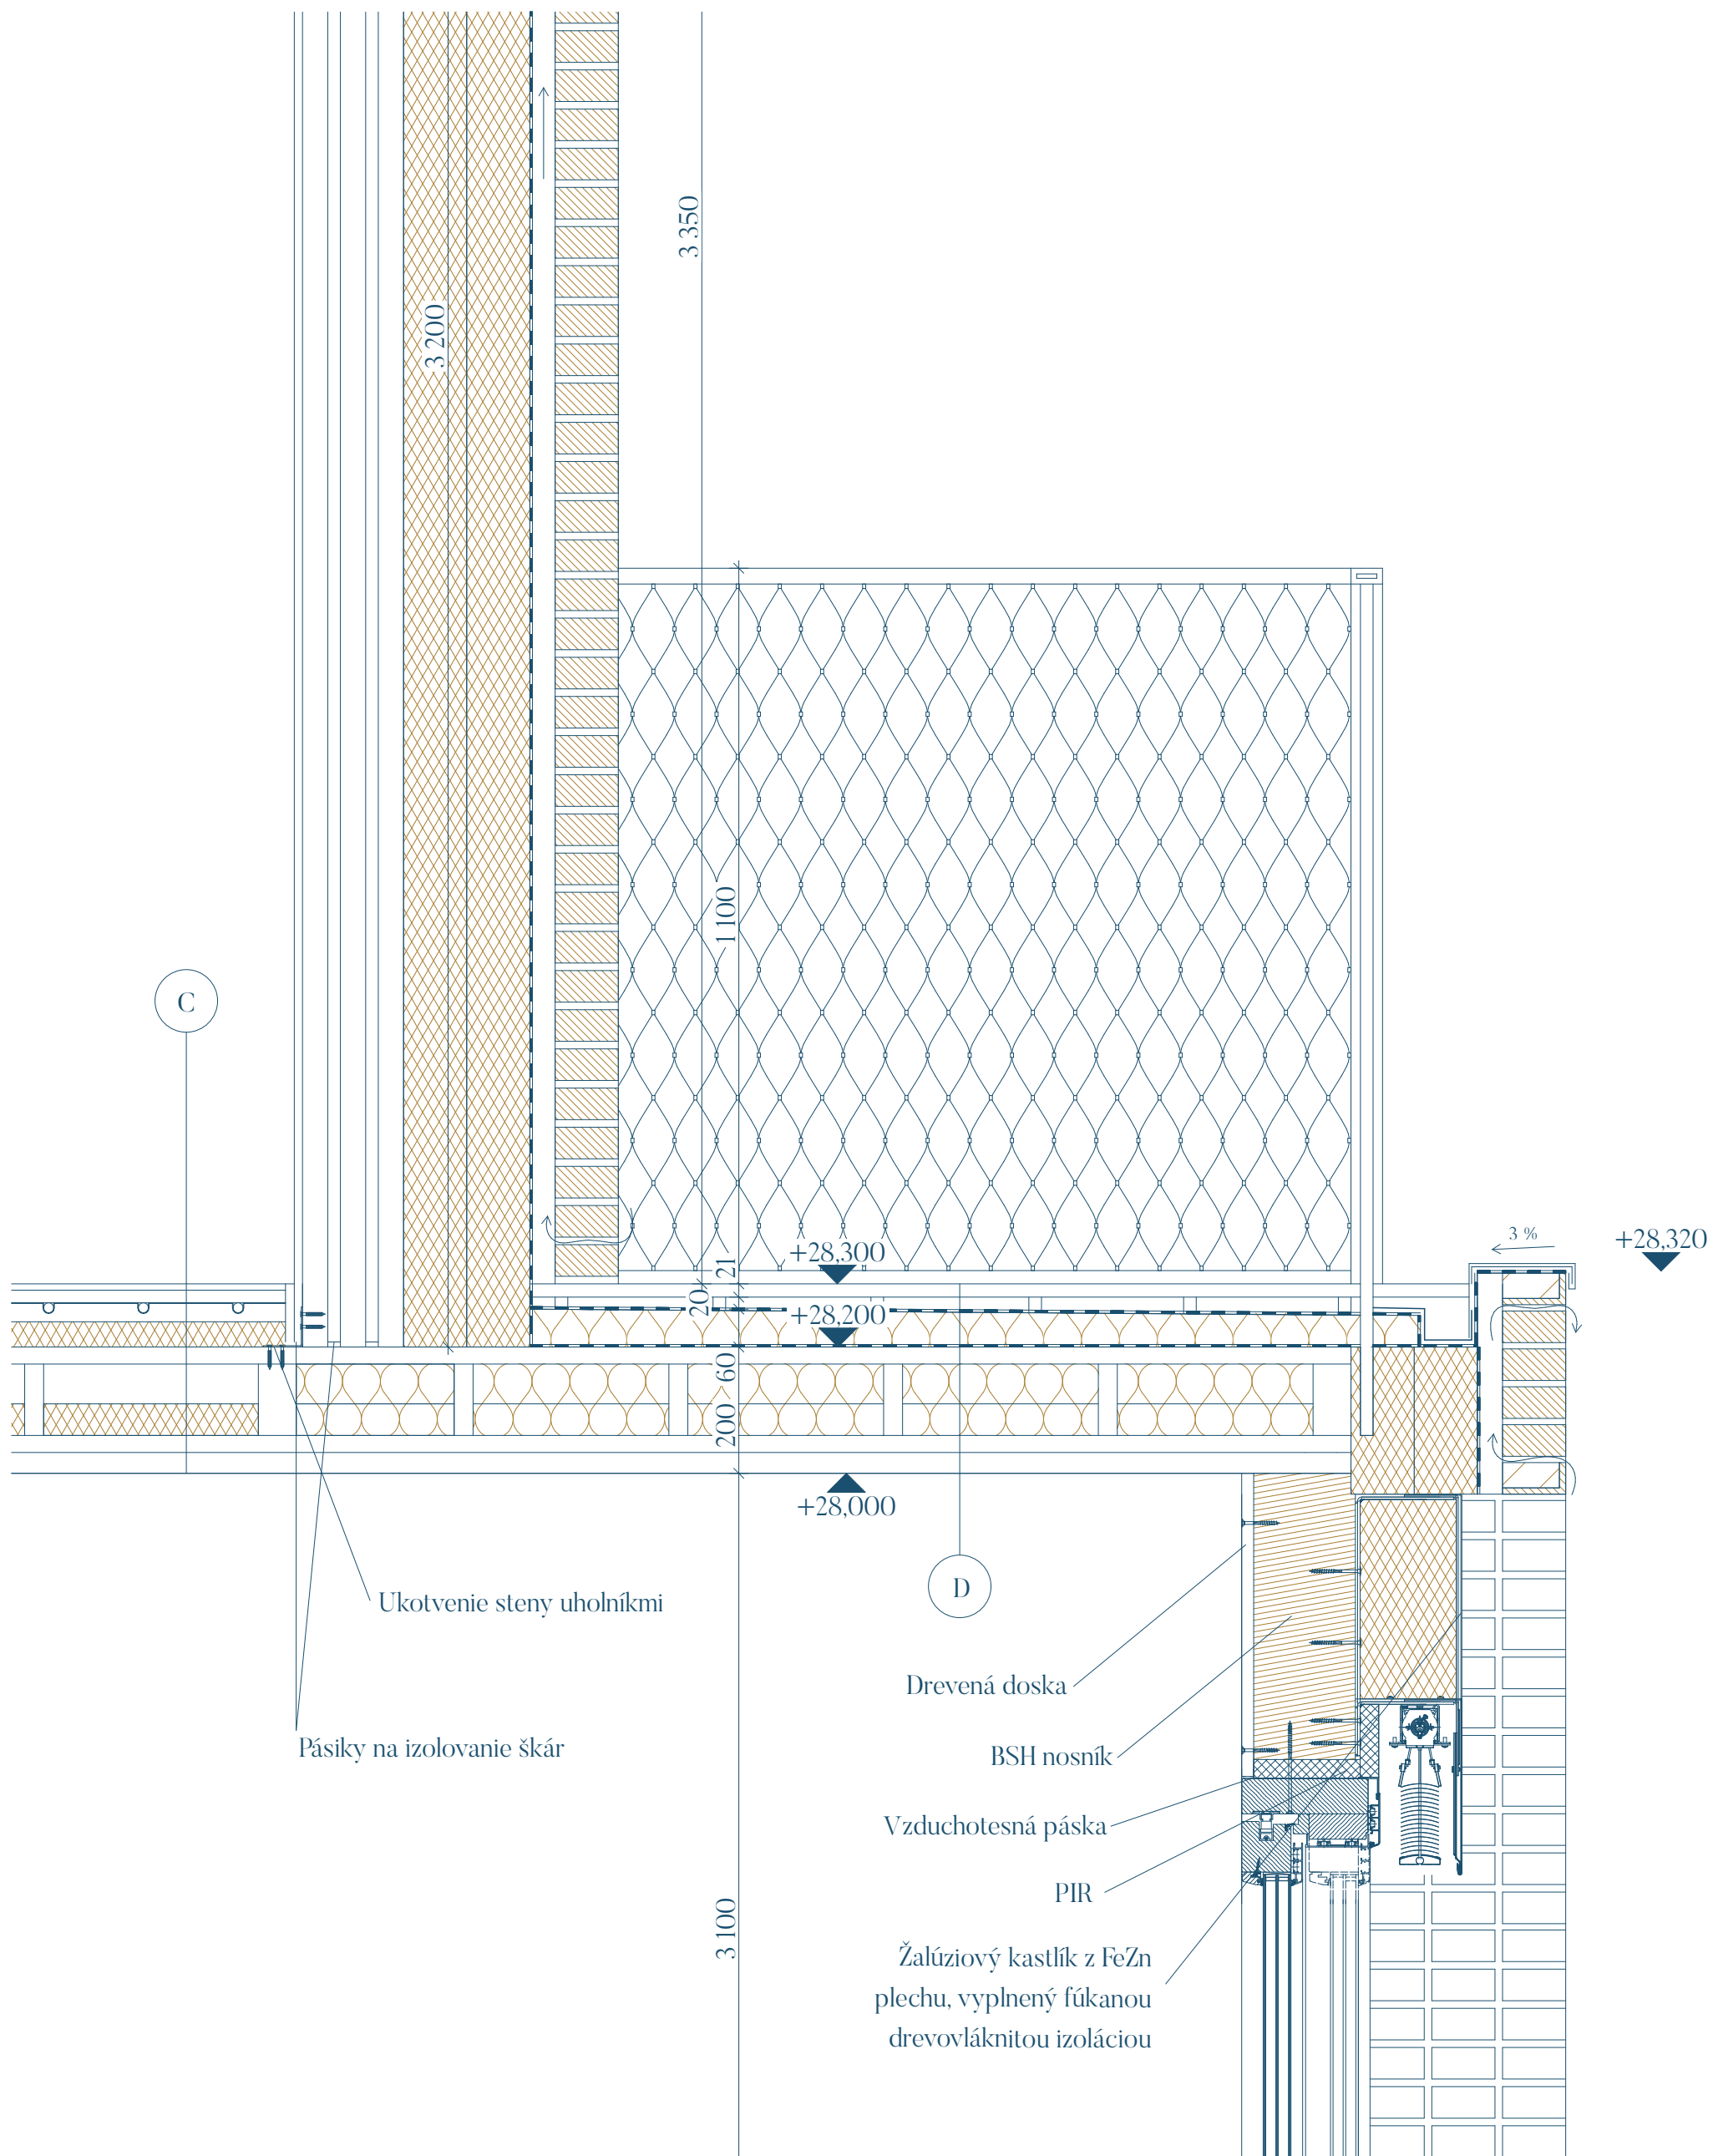 3 350
3 200
1 100
C
3 %
+28,320
+28,300
21
20
+28,200
60
200
+28,000
D
Ukotvenie steny uholníkmi
Drevená doska
Pásiky na izolovanie škár
BSH nosník
Vzduchotesná páska
PIR
3 100
Žalúziový kastlík z FeZn
plechu, vyplnený fúkanou
drevovláknitou izoláciou